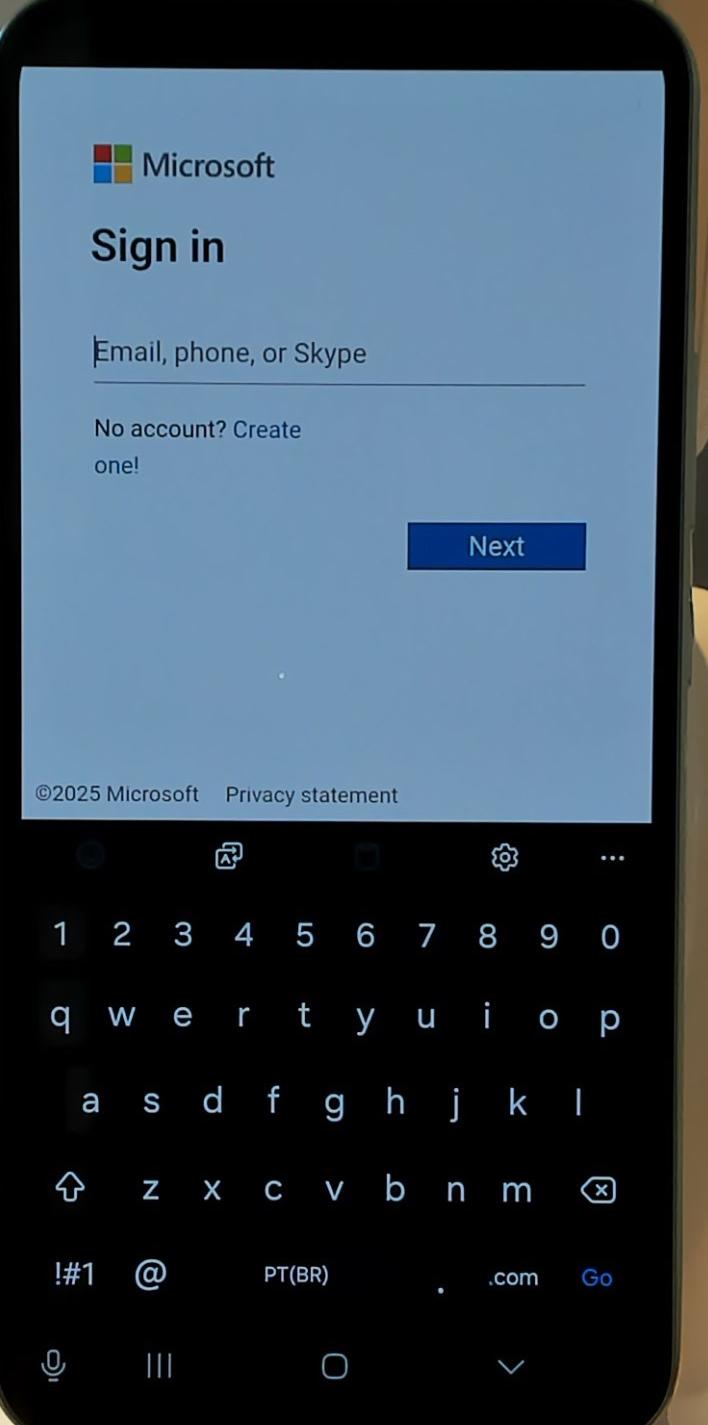 Microsoft
Sign in
Email, phone, or Skype
No account? Create
one!
Next
©2025 Microsoft Privacy statement
1 2 3 4 5 6 7 8 9 0
q w e r t y u i o p
a s d f g h j k l
z x c v b n m
!#1 @ PT(BR) . .com Go